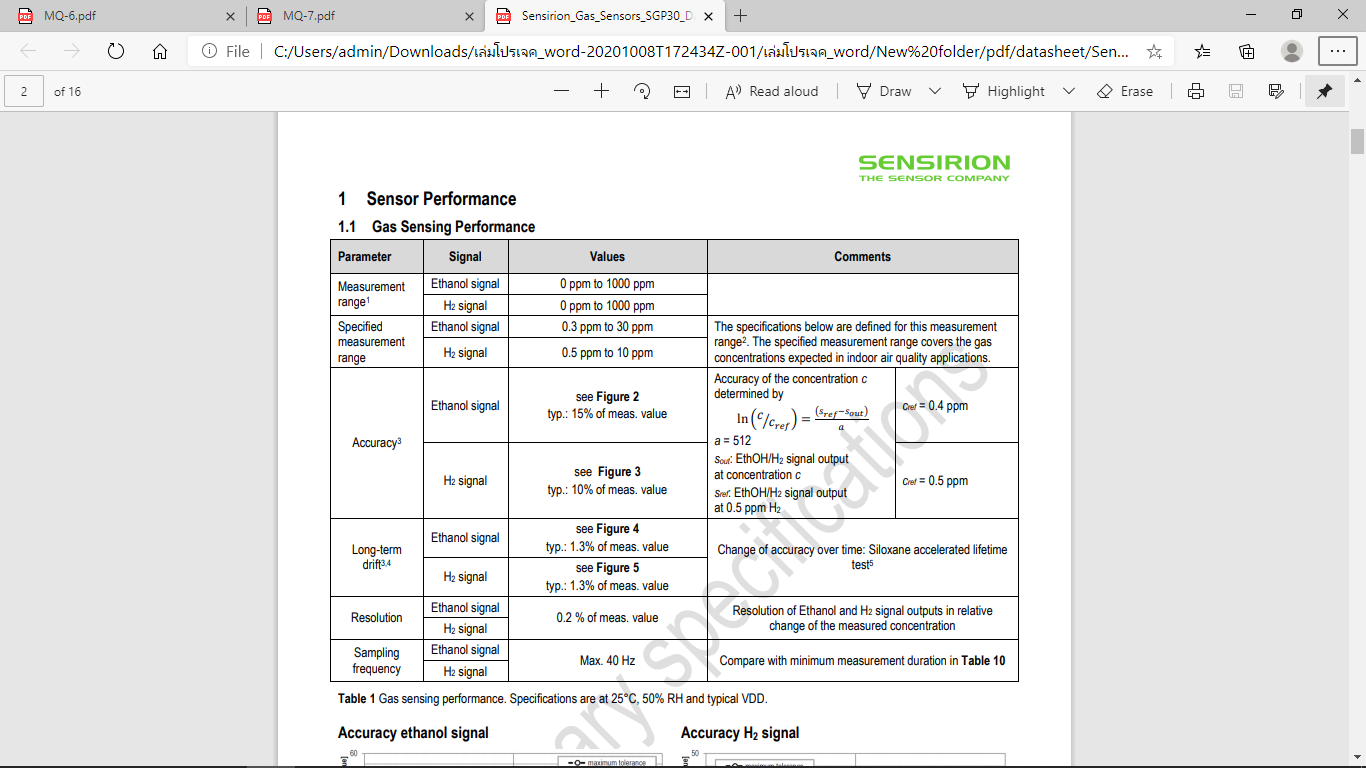 MQ-6.pdf
MQ-7.pdf
Sensirion_Gas_Sensors_SGP30_D
File
C:/Users/admin/Downloads/เล่มโปรเจค_word-20201008T172434Z-001/เล่มโปรเจค_word/New%20folder/pdf/datasheet/Sen...
2
of 16
Read aloud
Draw
Highlight
Erase
SENSIRION
THE SENSOR COMPANY
1 Sensor Performance
1.1 Gas Sensing Performance
Parameter Signal Values Comments
Measurement range1
Ethanol signal 0 ppm to 1000 ppm
H2 signal 0 ppm to 1000 ppm
Specified measurement range
Ethanol signal 0.3 ppm to 30 ppm
H2 signal 0.5 ppm to 10 ppm
The specifications below are defined for this measurement
range2. The specified measurement range covers the gas
concentrations expected in indoor air quality applications.
Accuracy3
Ethanol signal
see Figure 2
typ.: 15% of meas. value
H2 signal
see Figure 3
typ.: 10% of meas. value
Accuracy of the concentration c
determined by
ln(c/cref) = (sref−sout)/a
a = 512
sout: EthOH/H2 signal output
at concentration c
sref: EthOH/H2 signal output
at 0.5 ppm H2
cref = 0.4 ppm
cref = 0.5 ppm
Long-term
drift3,4
Ethanol signal
see Figure 4
typ.: 1.3% of meas. value
H2 signal
see Figure 5
typ.: 1.3% of meas. value
Change of accuracy over time: Siloxane accelerated lifetime
test5
Resolution
Ethanol signal
H2 signal
0.2 % of meas. value
Resolution of Ethanol and H2 signal outputs in relative
change of the measured concentration
Sampling
frequency
Ethanol signal
H2 signal
Max. 40 Hz
Compare with minimum measurement duration in Table 10
Table 1 Gas sensing performance. Specifications are at 25°C, 50% RH and typical VDD.
Accuracy ethanol signal
Accuracy H2 signal
60
maximum tolerance
50
specifications